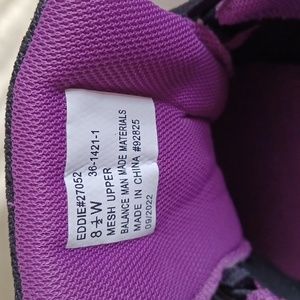 EDDIE#27052
8 ½ W 36-1421-1
MESH UPPER
BALANCE MAN MADE MATERIALS
MADE IN CHINA #92825
09/2022